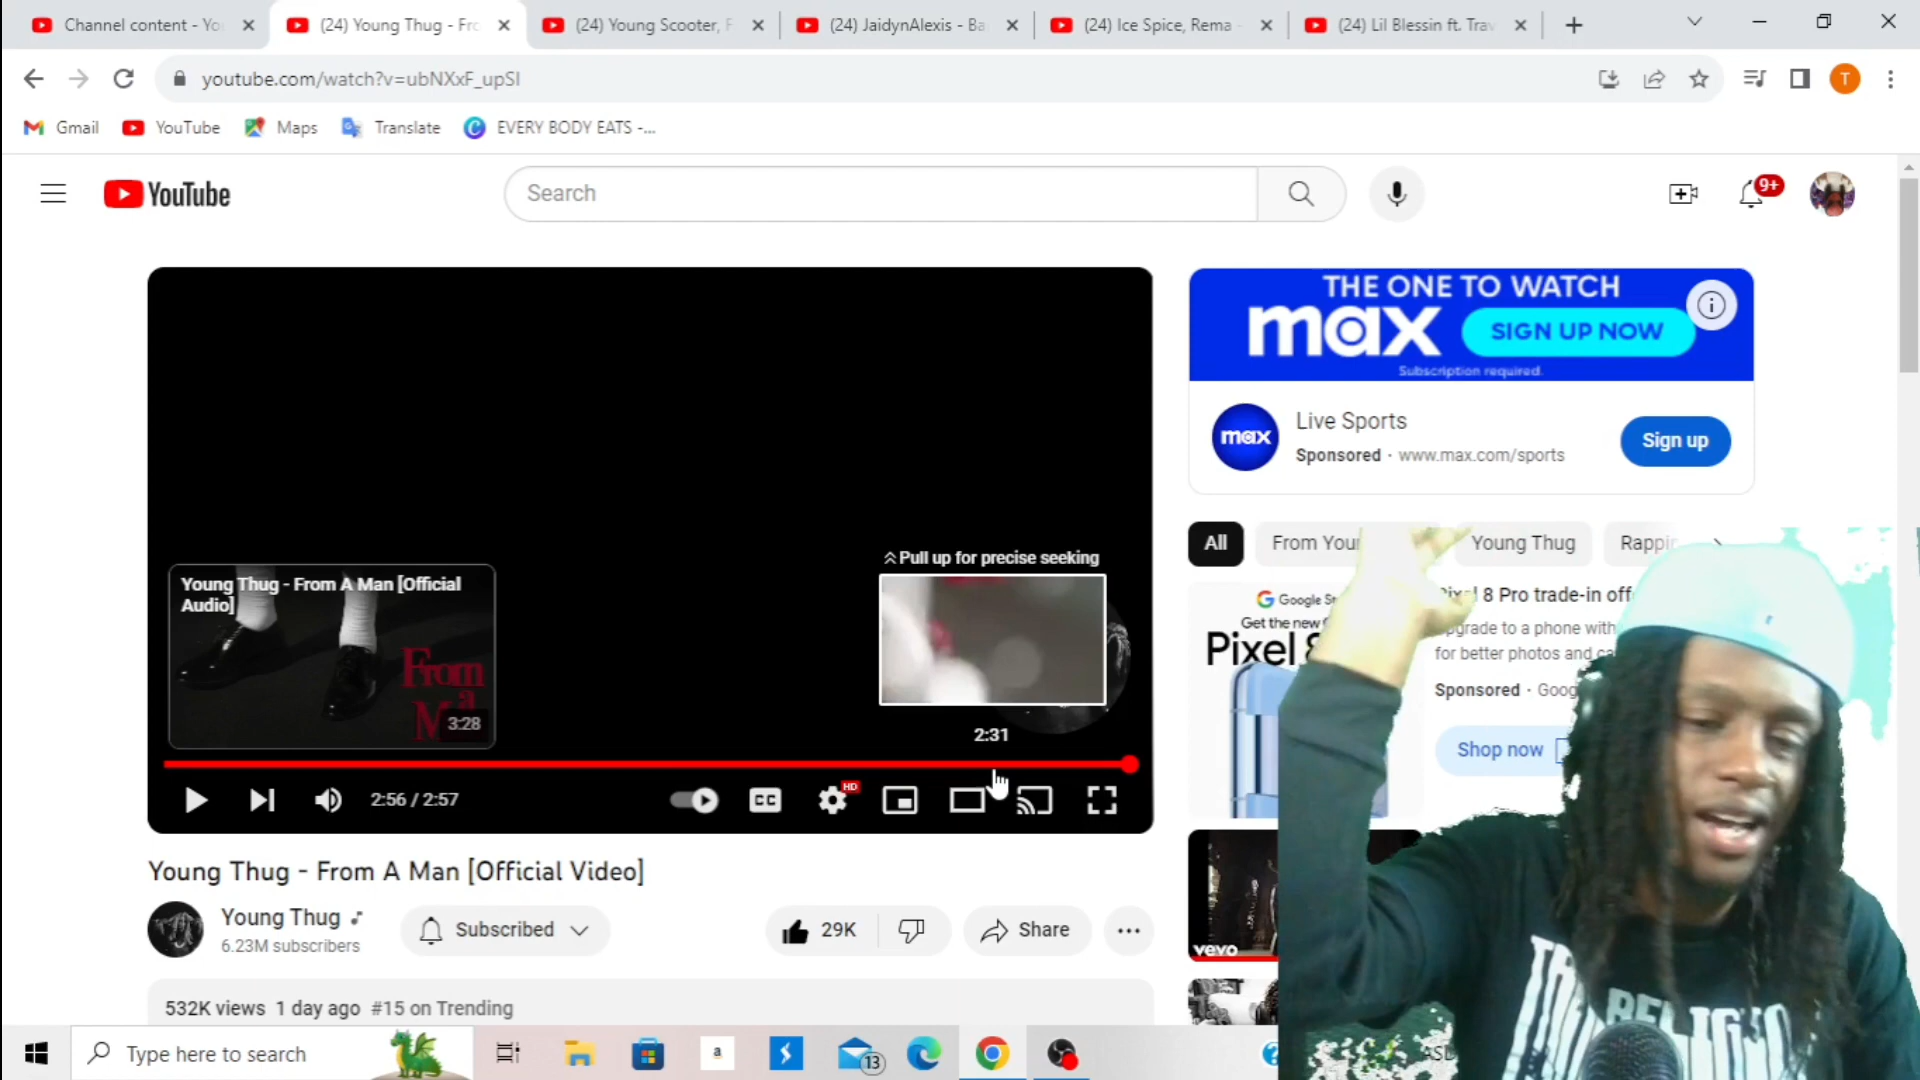 Channel content - Yo
(24) Young Thug - Fro
(24) Young Scooter, F
(24) JaidynAlexis - Ba
(24) Ice Spice, Rema -
(24) Lil Blessin ft. Trav
youtube.com/watch?v=ubNXxF_upSI
T
Gmail
YouTube
Maps
Translate
EVERY BODY EATS -...
YouTube
Search
9+
THE ONE TO WATCH
max
SIGN UP NOW
Subscription required.
max
Live Sports
Sponsored · www.max.com/sports
Sign up
Pull up for precise seeking
Young Thug - From A Man [Official
Audio]
From
a
3:28
2:31
2:56 / 2:57
CC
HD
All
From Your
Young Thug
Google
Get the new
Pixel
8 Pro trade-in
to a phone with
for better photos and
Sponsored
Shop now
vevo
Young Thug - From A Man [Official Video]
Young Thug
6.23M subscribers
Subscribed
29K
Share
532K views 1 day ago #15 on Trending
RELIGI
Type here to search
a
13